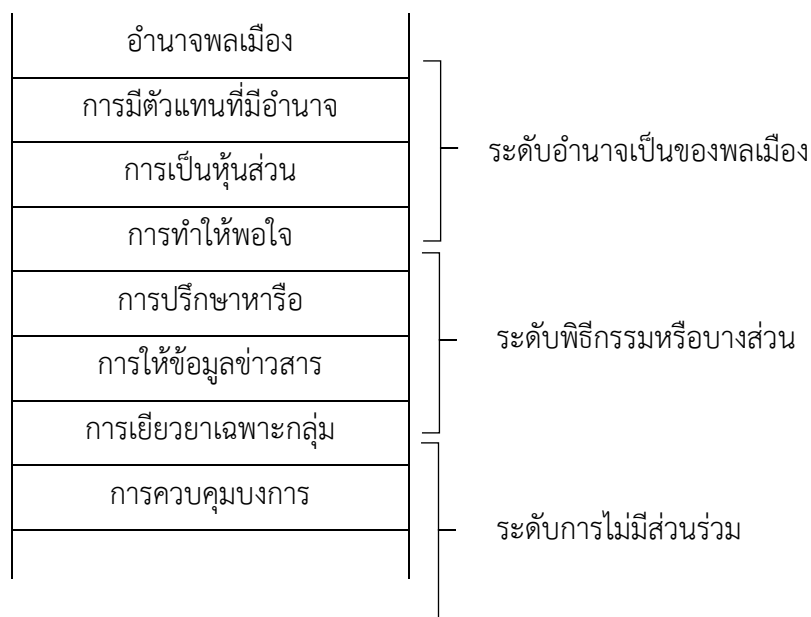 อำนาจพลเมือง
การมีตัวแทนที่มีอำนาจ
การเป็นหุ้นส่วน
การทำให้พอใจ
การปรึกษาหารือ
การให้ข้อมูลข่าวสาร
การเยียวยาเฉพาะกลุ่ม
การควบคุมบงการ
ระดับอำนาจเป็นของพลเมือง
ระดับพิธีกรรมหรือบางส่วน
ระดับการไม่มีส่วนร่วม